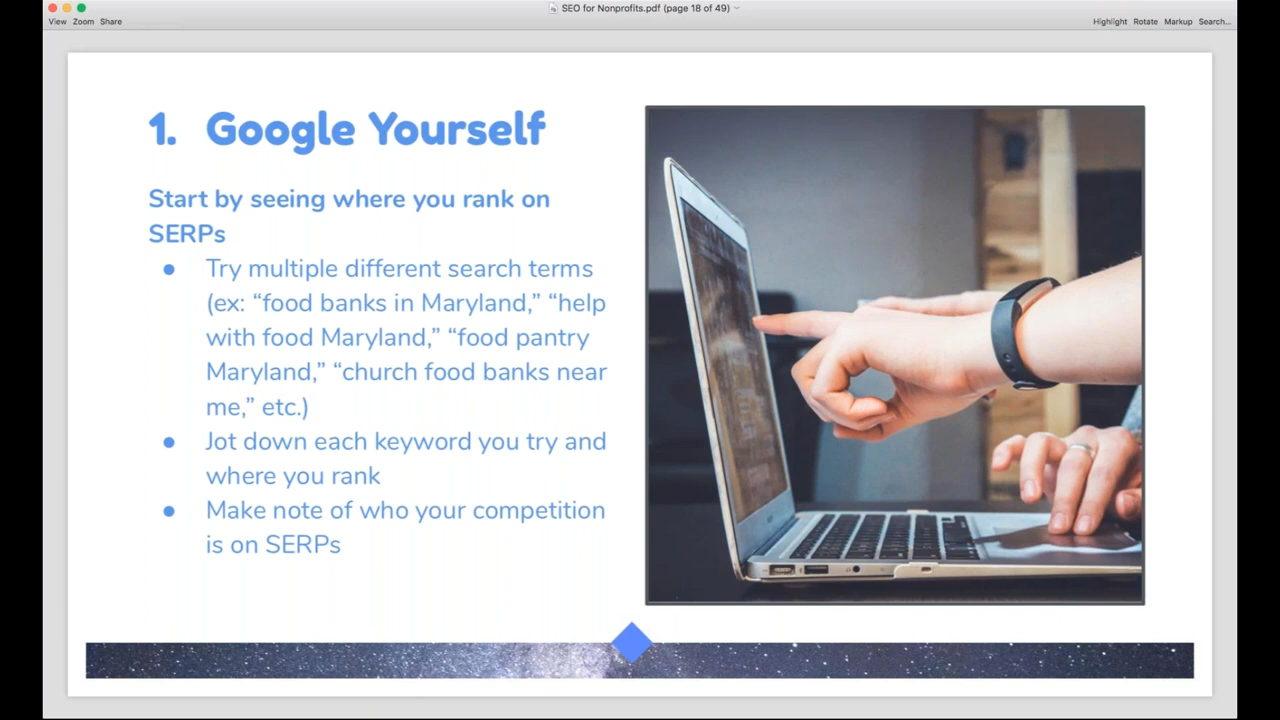 SEO for Nonprofits.pdf (page 18 of 49)
View Zoom Share
Highlight Rotate Markup Search...
1. Google Yourself
Start by seeing where you rank on
SERPs
● Try multiple different search terms
(ex: “food banks in Maryland,” “help
with food Maryland,” “food pantry
Maryland,” “church food banks near
me,” etc.)
● Jot down each keyword you try and
where you rank
● Make note of who your competition
is on SERPs